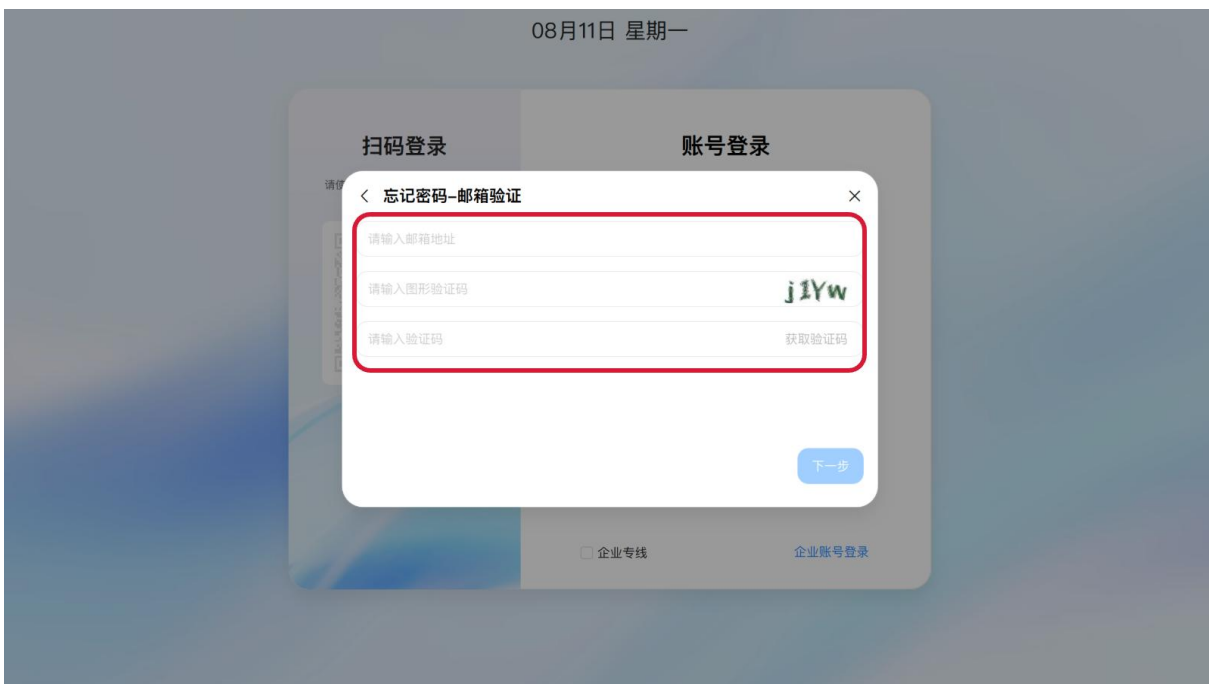 08月11日 星期一
扫码登录
账号登录
忘记密码-邮箱验证
请输入邮箱地址
请输入图形验证码
j1Yw
请输入验证码
获取验证码
下一步
企业专线
企业账号登录